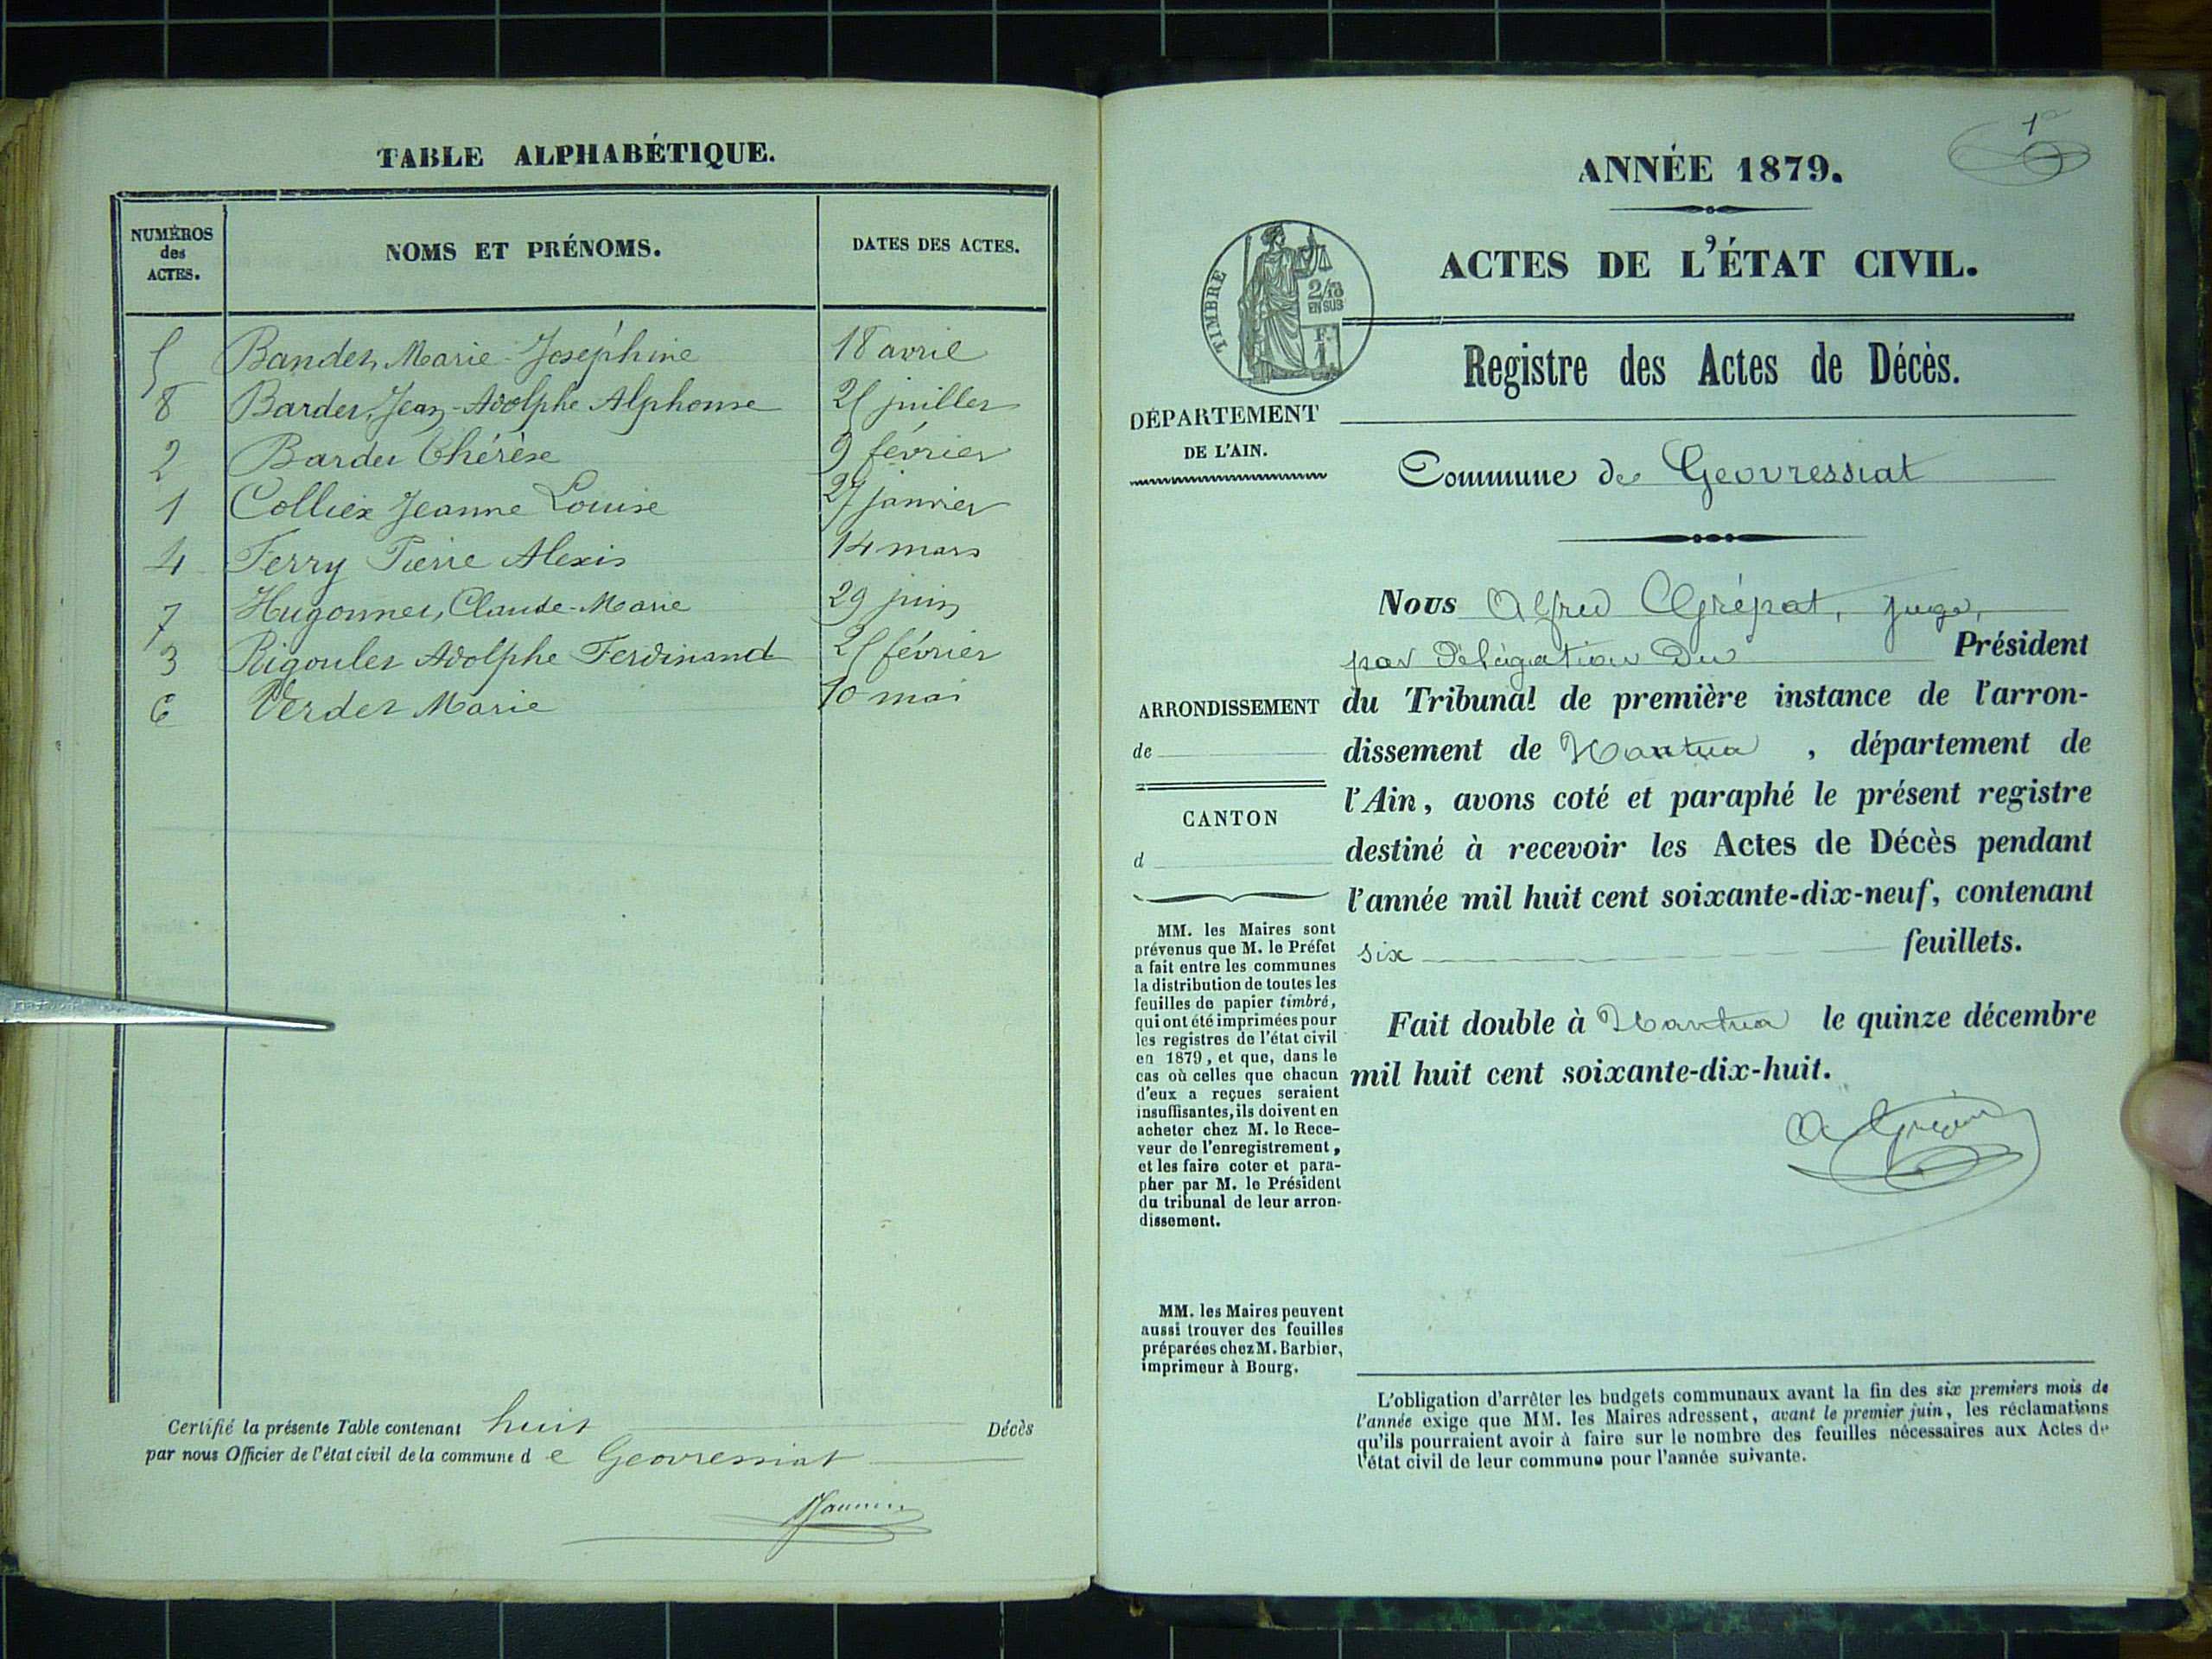 TABLE ALPHABÉTIQUE.
NUMÉROS
des
ACTES.
NOMS ET PRÉNOMS.
DATES DES ACTES.
5 Bandet, Marie-Joséphine 18 avril
8 Bardet, Jean-Adolphe Alphonse 25 juillet
2 Bardet Thérèse 9 février
1 Colliex Jeanne Louise 27 janvier
4 Ferry Pierre Alexis 14 mars
7 Hugonnet, Claude-Marie 29 juin
3 Rigoulet Adolphe Ferdinand 25 février
6 Verdet Marie 10 mai
Certifié la présente Table contenant huit Décès
par nous Officier de l'état civil de la commune d e Geovressiat
1
ANNÉE 1879.
ACTES DE L'ÉTAT CIVIL.
TIMBRE
2/10
EN SUS
F.
1
Registre des Actes de Décès.
DÉPARTEMENT
DE L'AIN.
Commune de Geovressiat
Nous Alfred Grépat, juge,
par Délégation Du Président
ARRONDISSEMENT
de
CANTON
d
du Tribunal de première instance de l'arron-
dissement de Nantua, département de
l'Ain, avons coté et paraphé le présent registre
destiné à recevoir les Actes de Décès pendant
l'année mil huit cent soixante-dix-neuf, contenant
six feuillets.
Fait double à Nantua le quinze décembre
mil huit cent soixante-dix-huit.
MM. les Maires sont
prévenus que M. le Préfet
a fait entre les communes
la distribution de toutes les
feuilles de papier timbré,
qui ont été imprimées pour
les registres de l'état civil
en 1879, et que, dans le
cas où celles que chacun
d'eux a reçues seraient
insuffisantes, ils doivent en
acheter chez M. le Rece-
veur de l'enregistrement,
et les faire coter et para-
pher par M. le Président
du tribunal de leur arron-
dissement.
MM. les Maires peuvent
aussi trouver des feuilles
préparées chez M. Barbier,
imprimeur à Bourg.
L'obligation d'arrêter les budgets communaux avant la fin des six premiers mois de
l'année exige que MM. les Maires adressent, avant le premier juin, les réclamations
qu'ils pourraient avoir à faire sur le nombre des feuilles nécessaires aux Actes de
l'état civil de leur commune pour l'année suivante.